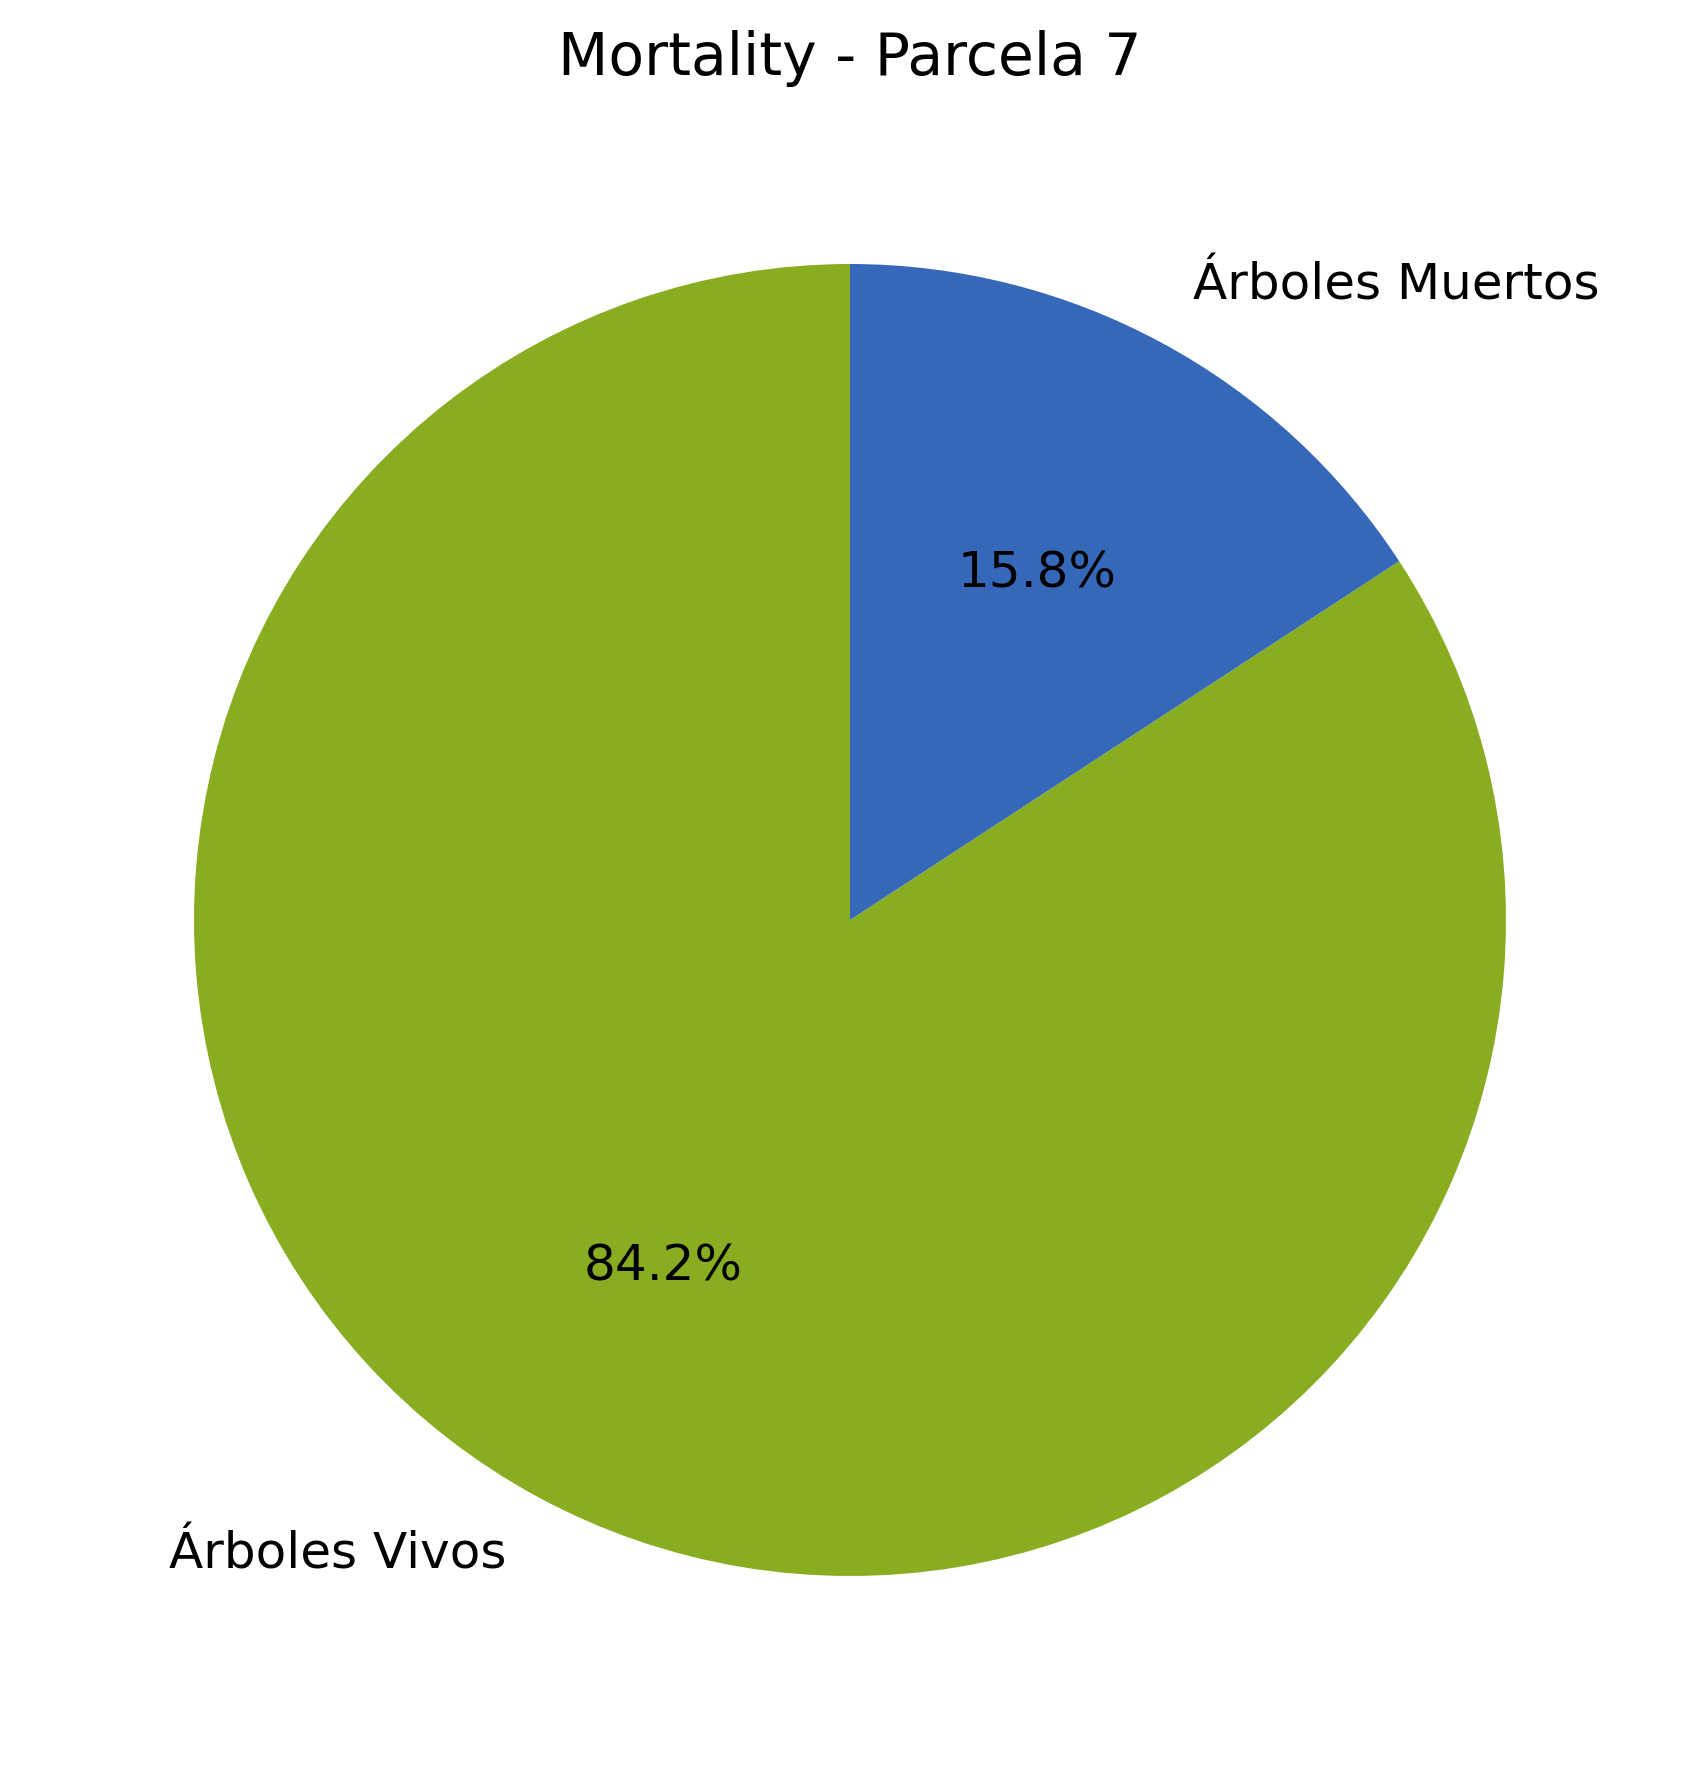 Mortality - Parcela 7
Árboles Muertos
15.8%
84.2%
Árboles Vivos